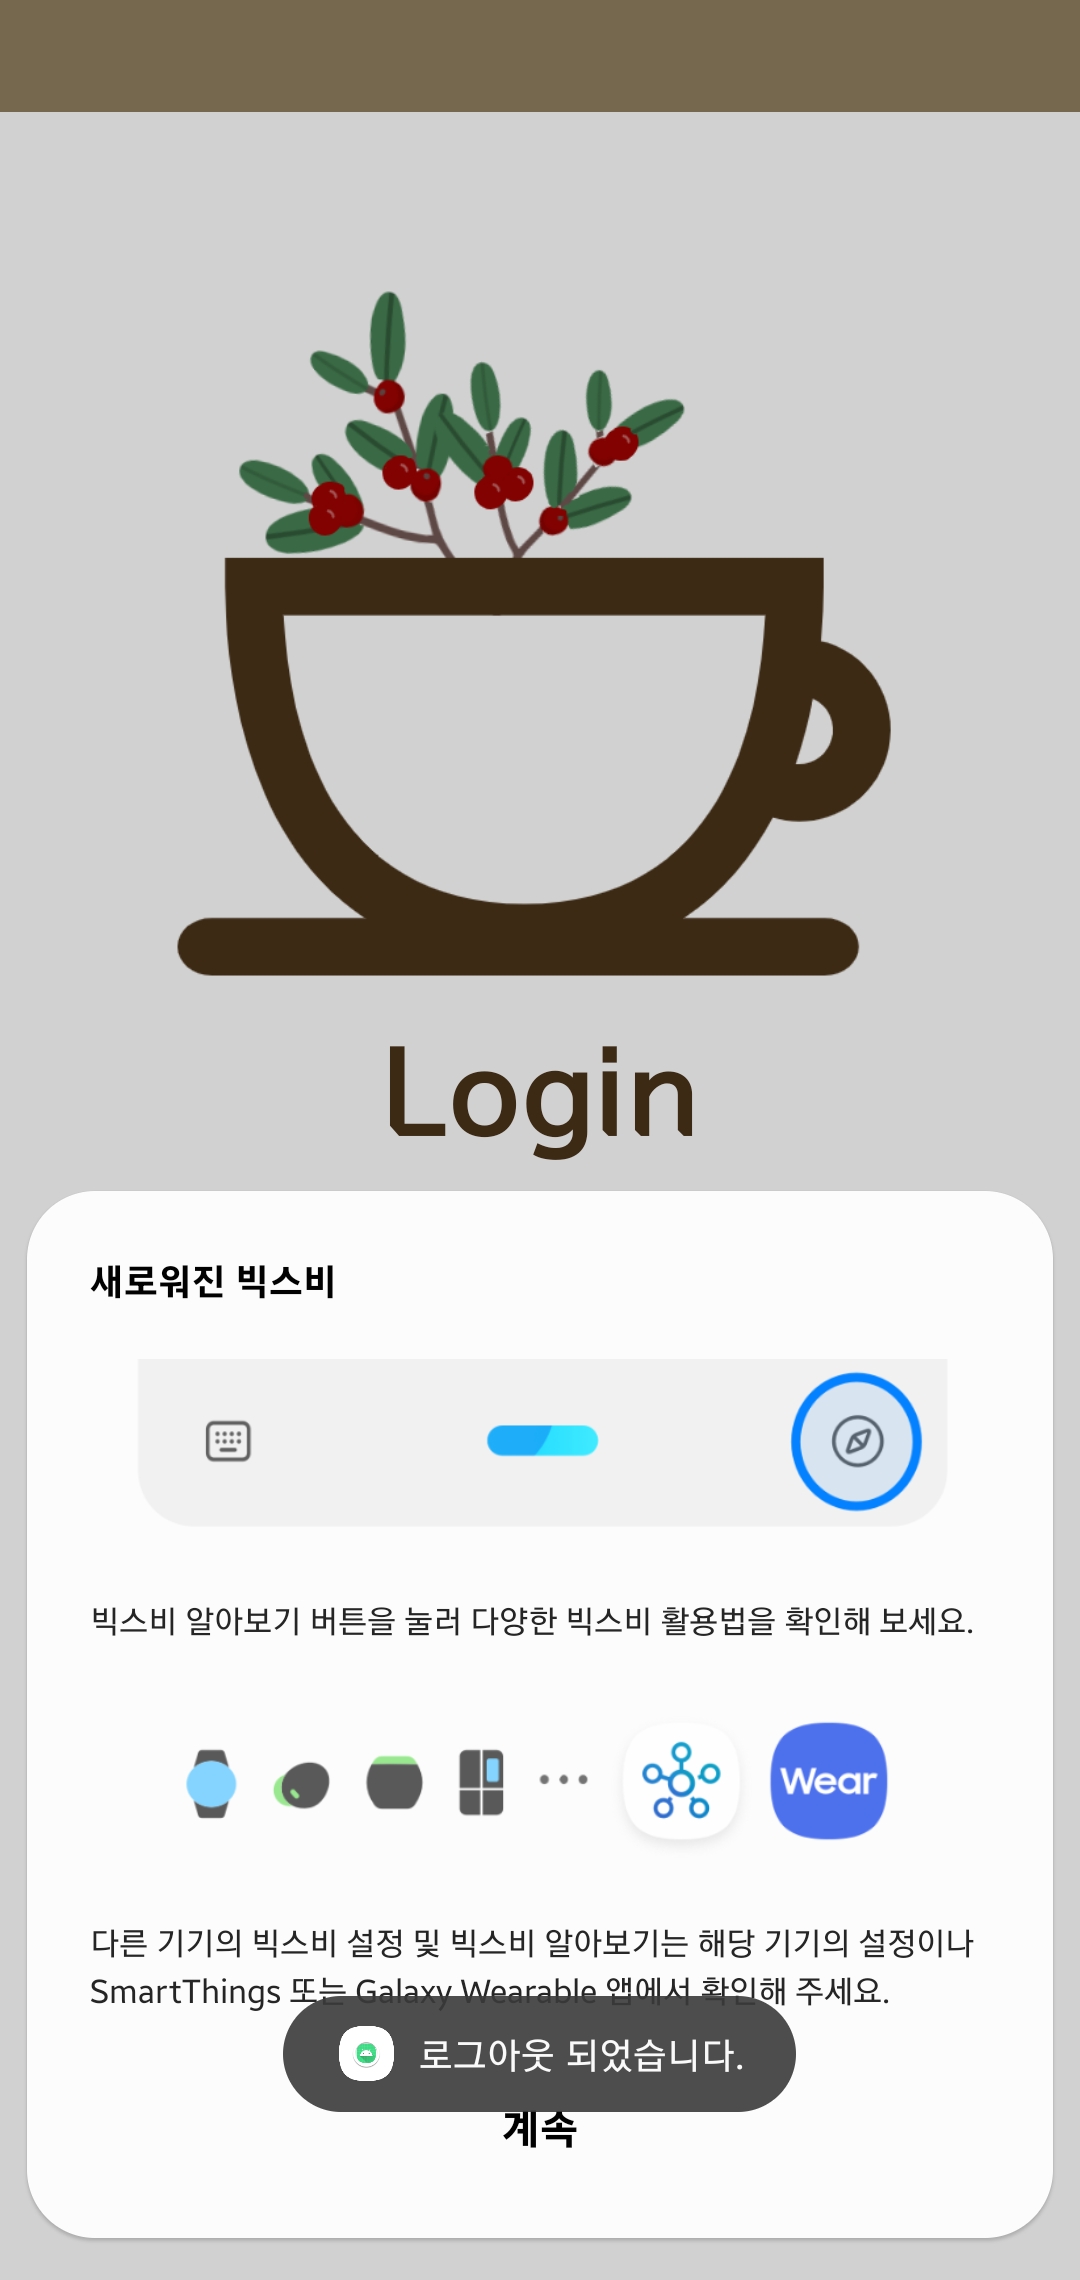 Login
새로워진 빅스비
빅스비 알아보기 버튼을 눌러 다양한 빅스비 활용법을 확인해 보세요.
Wear
다른 기기의 빅스비 설정 및 빅스비 알아보기는 해당 기기의 설정이나
SmartThings 또는 Galaxy Wearable 앱에서 확인해 주세요.
로그아웃 되었습니다.
계속